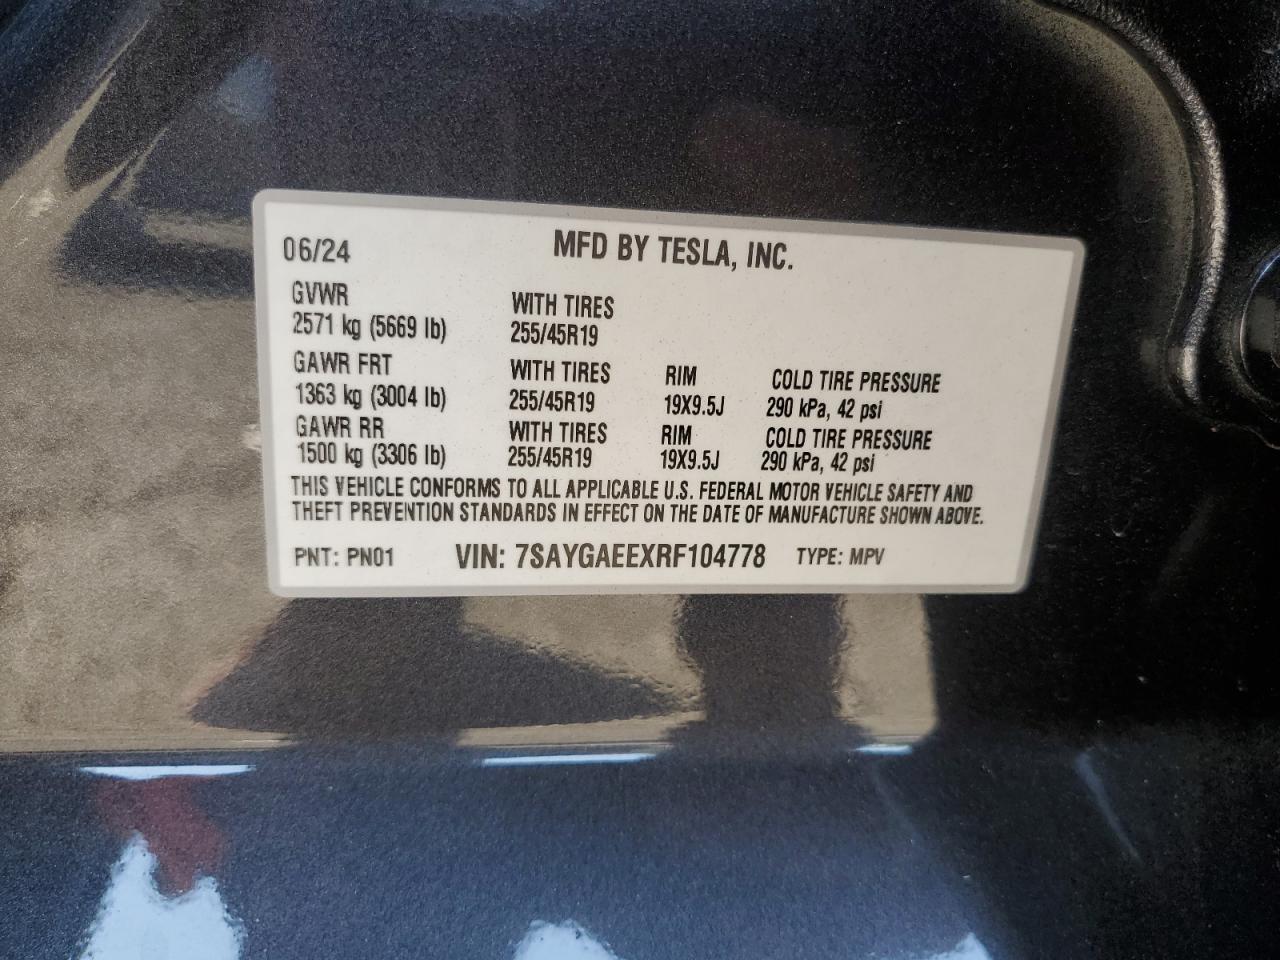 06/24 MFD BY TESLA, INC.
GVWR WITH TIRES
2571 kg (5669 lb) 255/45R19
GAWR FRT WITH TIRES RIM COLD TIRE PRESSURE
1363 kg (3004 lb) 255/45R19 19X9.5J 290 kPa, 42 psi
GAWR RR WITH TIRES RIM COLD TIRE PRESSURE
1500 kg (3306 lb) 255/45R19 19X9.5J 290 kPa, 42 psi
THIS VEHICLE CONFORMS TO ALL APPLICABLE U.S. FEDERAL MOTOR VEHICLE SAFETY AND
THEFT PREVENTION STANDARDS IN EFFECT ON THE DATE OF MANUFACTURE SHOWN ABOVE.
PNT: PN01 VIN: 7SAYGAEEXRF104778 TYPE: MPV